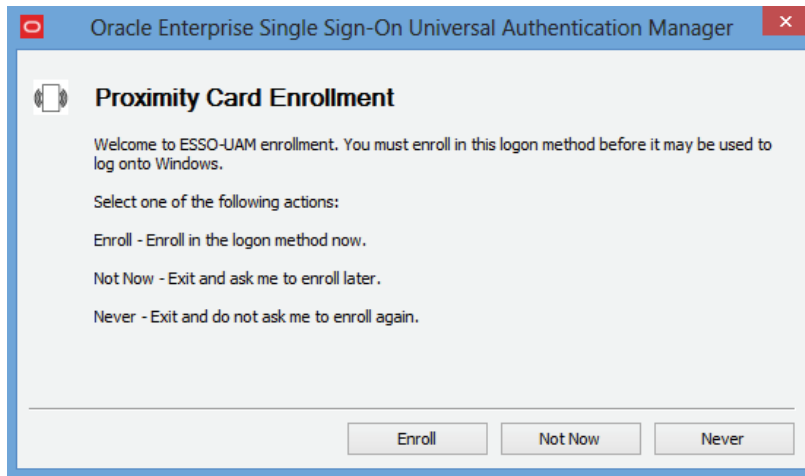 Oracle Enterprise Single Sign-On Universal Authentication Manager
Proximity Card Enrollment
Welcome to ESSO-UAM enrollment. You must enroll in this logon method before it may be used to
log onto Windows.
Select one of the following actions:
Enroll - Enroll in the logon method now.
Not Now - Exit and ask me to enroll later.
Never - Exit and do not ask me to enroll again.
Enroll Not Now Never